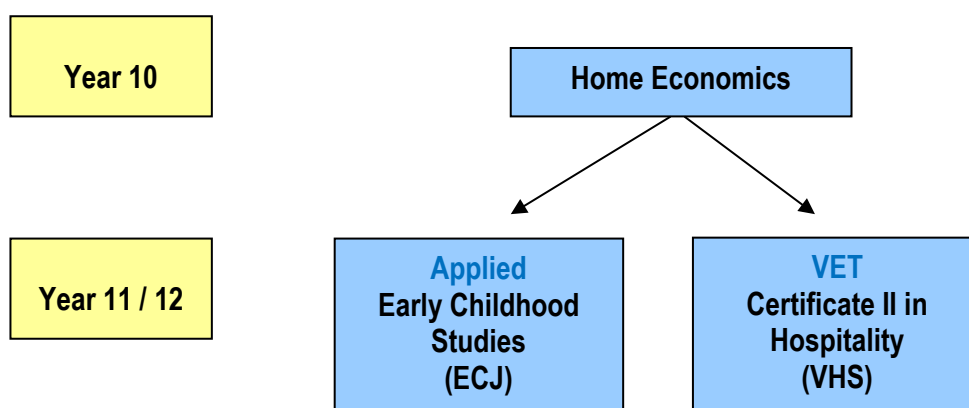 Year 10
Home Economics
Year 11 / 12
Applied
Early Childhood
Studies
(ECJ)
VET
Certificate II in
Hospitality
(VHS)